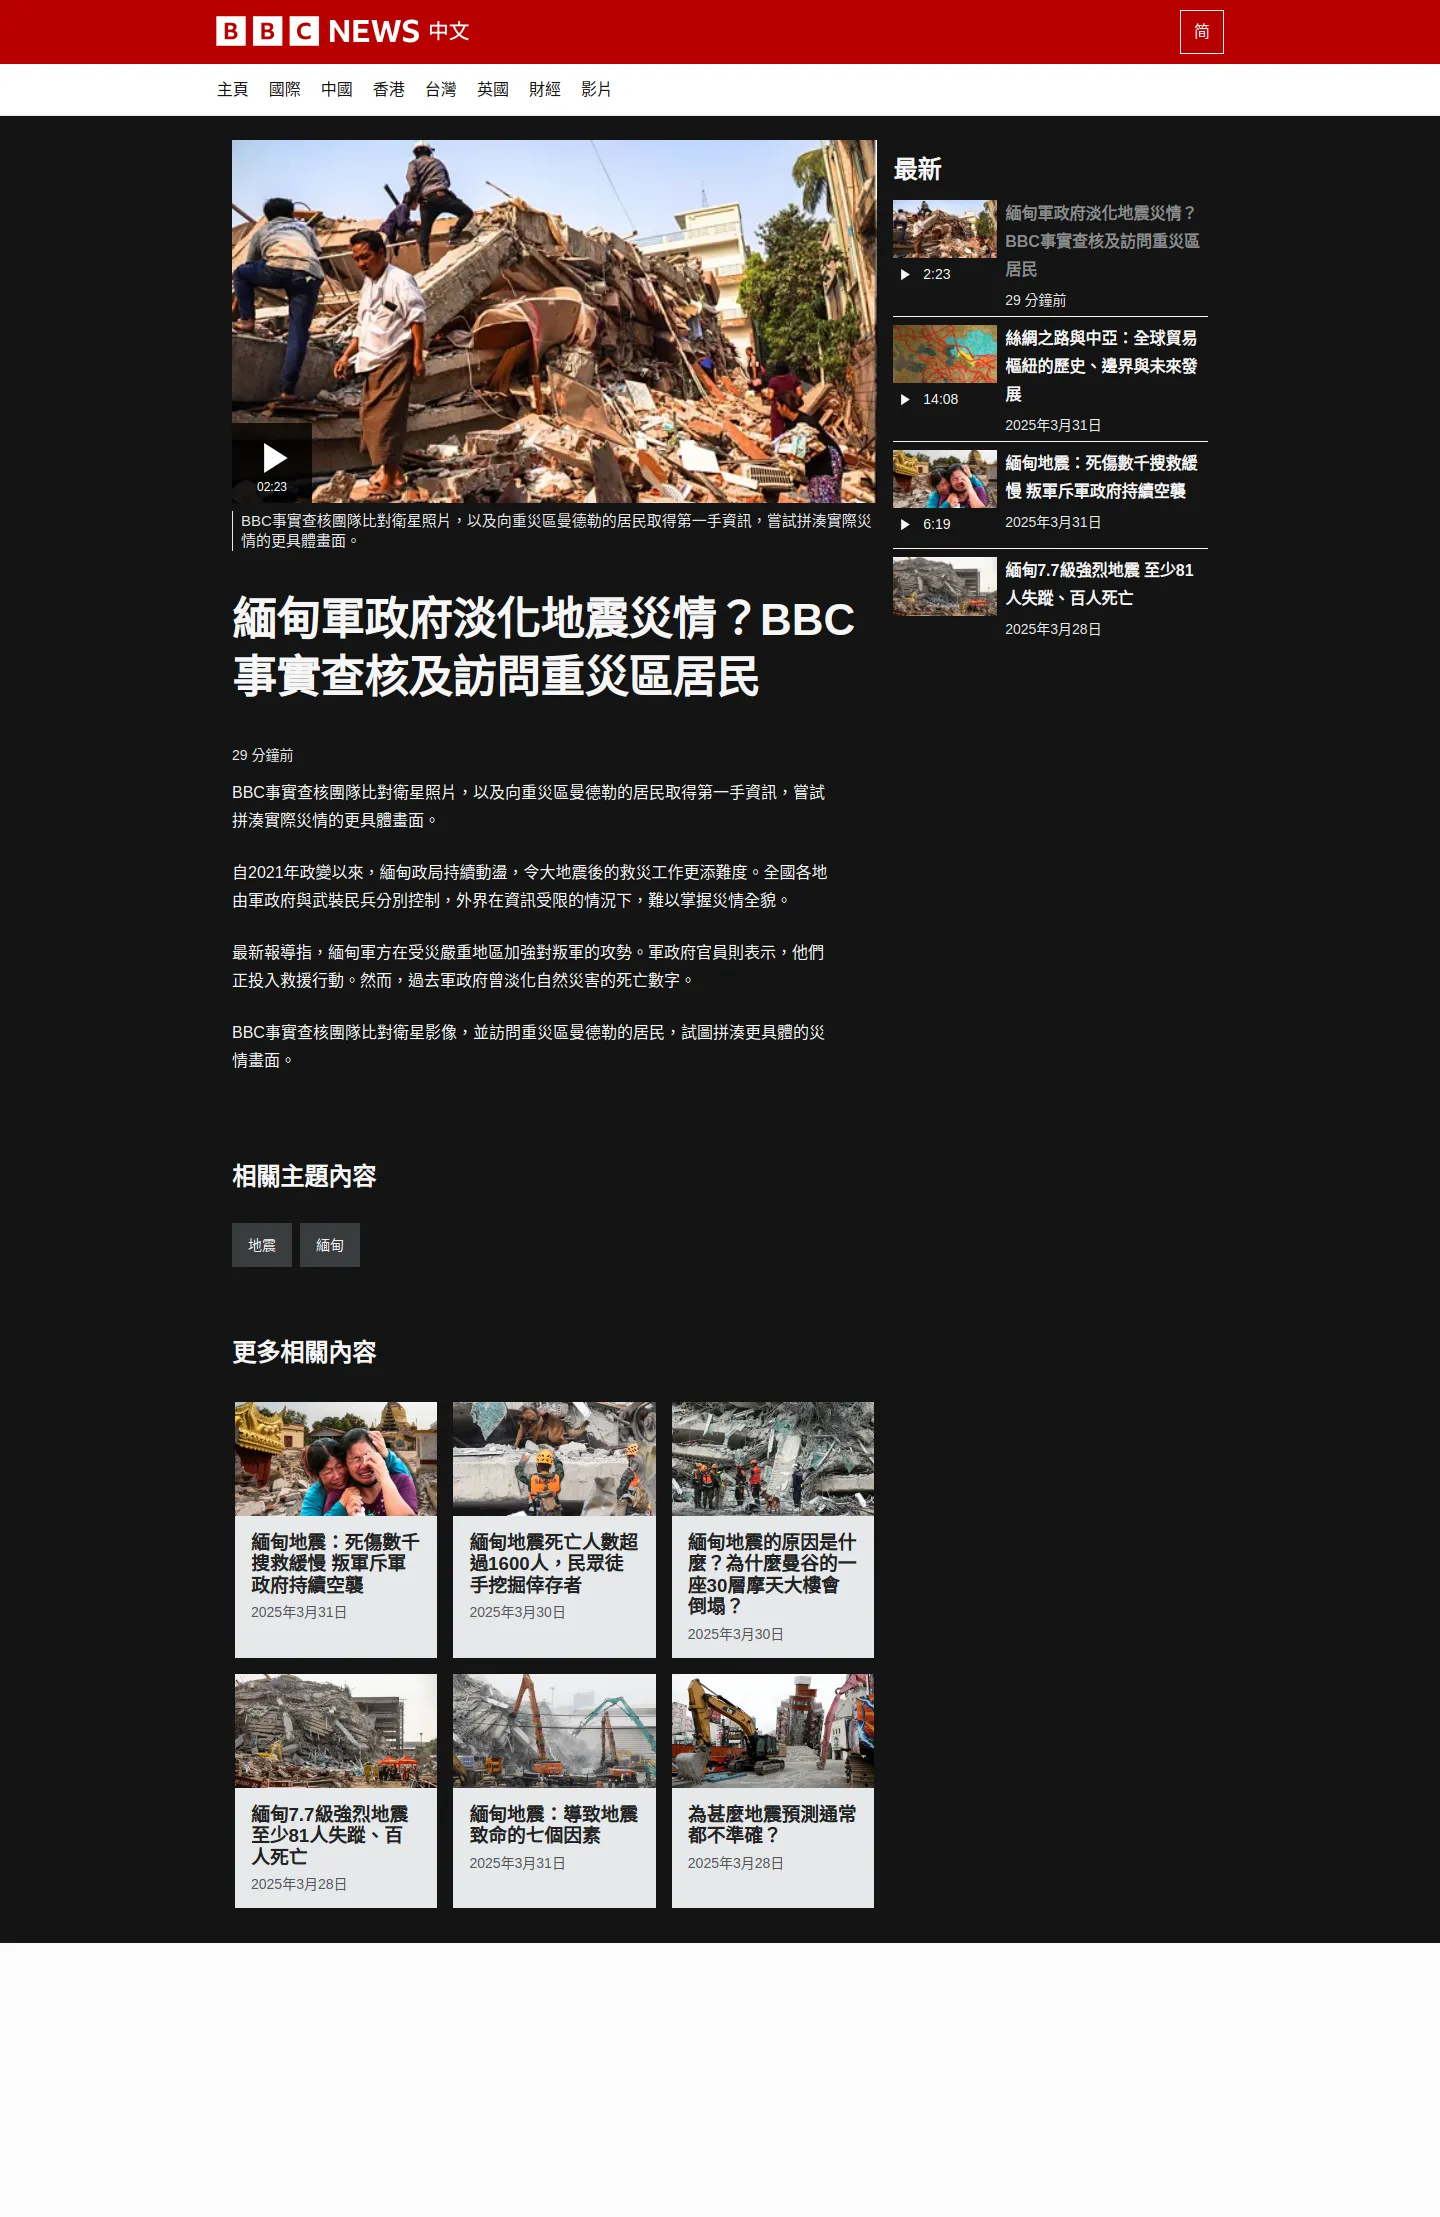 BBC NEWS 中文
简
主頁 國際 中國 香港 台灣 英國 財經 影片
02:23
BBC事實查核團隊比對衛星照片，以及向重災區曼德勒的居民取得第一手資訊，嘗試拼湊實際災
情的更具體畫面。
緬甸軍政府淡化地震災情？BBC
事實查核及訪問重災區居民
29 分鐘前
BBC事實查核團隊比對衛星照片，以及向重災區曼德勒的居民取得第一手資訊，嘗試
拼湊實際災情的更具體畫面。
自2021年政變以來，緬甸政局持續動盪，令大地震後的救災工作更添難度。全國各地
由軍政府與武裝民兵分別控制，外界在資訊受限的情況下，難以掌握災情全貌。
最新報導指，緬甸軍方在受災嚴重地區加強對叛軍的攻勢。軍政府官員則表示，他們
正投入救援行動。然而，過去軍政府曾淡化自然災害的死亡數字。
BBC事實查核團隊比對衛星影像，並訪問重災區曼德勒的居民，試圖拼湊更具體的災
情畫面。
最新
緬甸軍政府淡化地震災情？
BBC事實查核及訪問重災區
居民
2:23
29 分鐘前
絲綢之路與中亞：全球貿易
樞紐的歷史、邊界與未來發
展
14:08
2025年3月31日
緬甸地震：死傷數千搜救緩
慢 叛軍斥軍政府持續空襲
6:19
2025年3月31日
緬甸7.7級強烈地震 至少81
人失蹤、百人死亡
2025年3月28日
相關主題內容
地震 緬甸
更多相關內容
緬甸地震：死傷數千
搜救緩慢 叛軍斥軍
政府持續空襲
2025年3月31日
緬甸地震死亡人數超
過1600人，民眾徒
手挖掘倖存者
2025年3月30日
緬甸地震的原因是什
麼？為什麼曼谷的一
座30層摩天大樓會
倒塌？
2025年3月30日
緬甸7.7級強烈地震
至少81人失蹤、百
人死亡
2025年3月28日
緬甸地震：導致地震
致命的七個因素
2025年3月31日
為甚麼地震預測通常
都不準確？
2025年3月28日